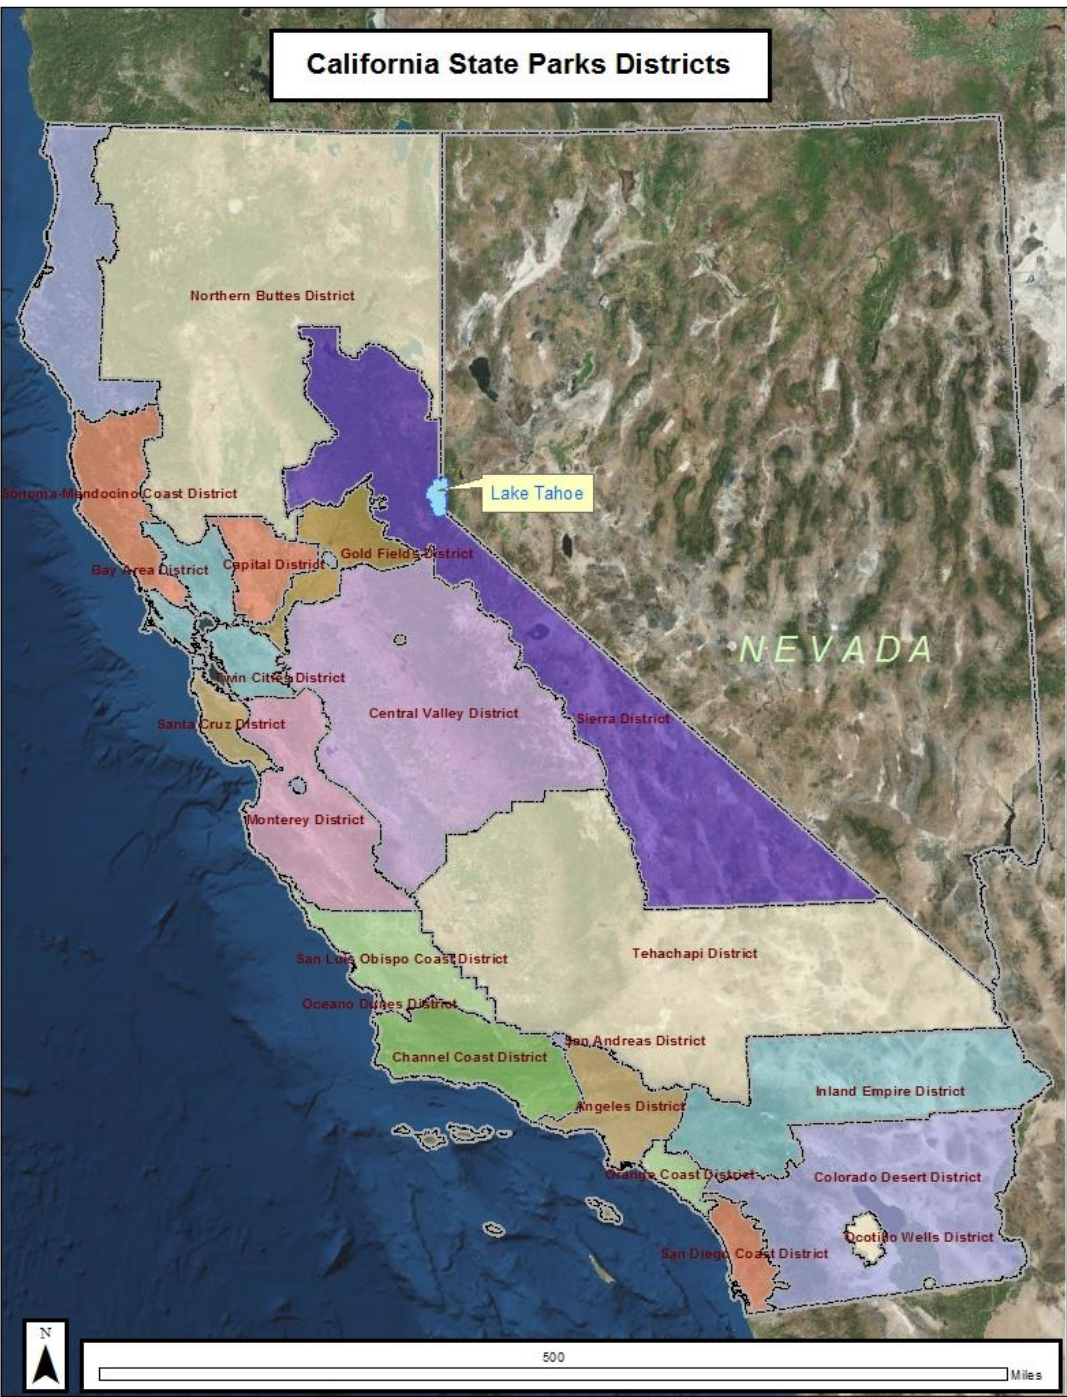 California State Parks Districts
Northern Buttes District
Lake Tahoe
Sonoma-Mendocino Coast District
Gold Fields District
Capital District
Bay Area District
NEVADA
Twin Cities District
Central Valley District
Sierra District
Santa Cruz District
Monterey District
Tehachapi District
San Luis Obispo Coast District
Oceano Dunes District
San Andreas District
Channel Coast District
Inland Empire District
Angeles District
Orange Coast District
Colorado Desert District
Ocotillo Wells District
San Diego Coast District
N
500
Miles